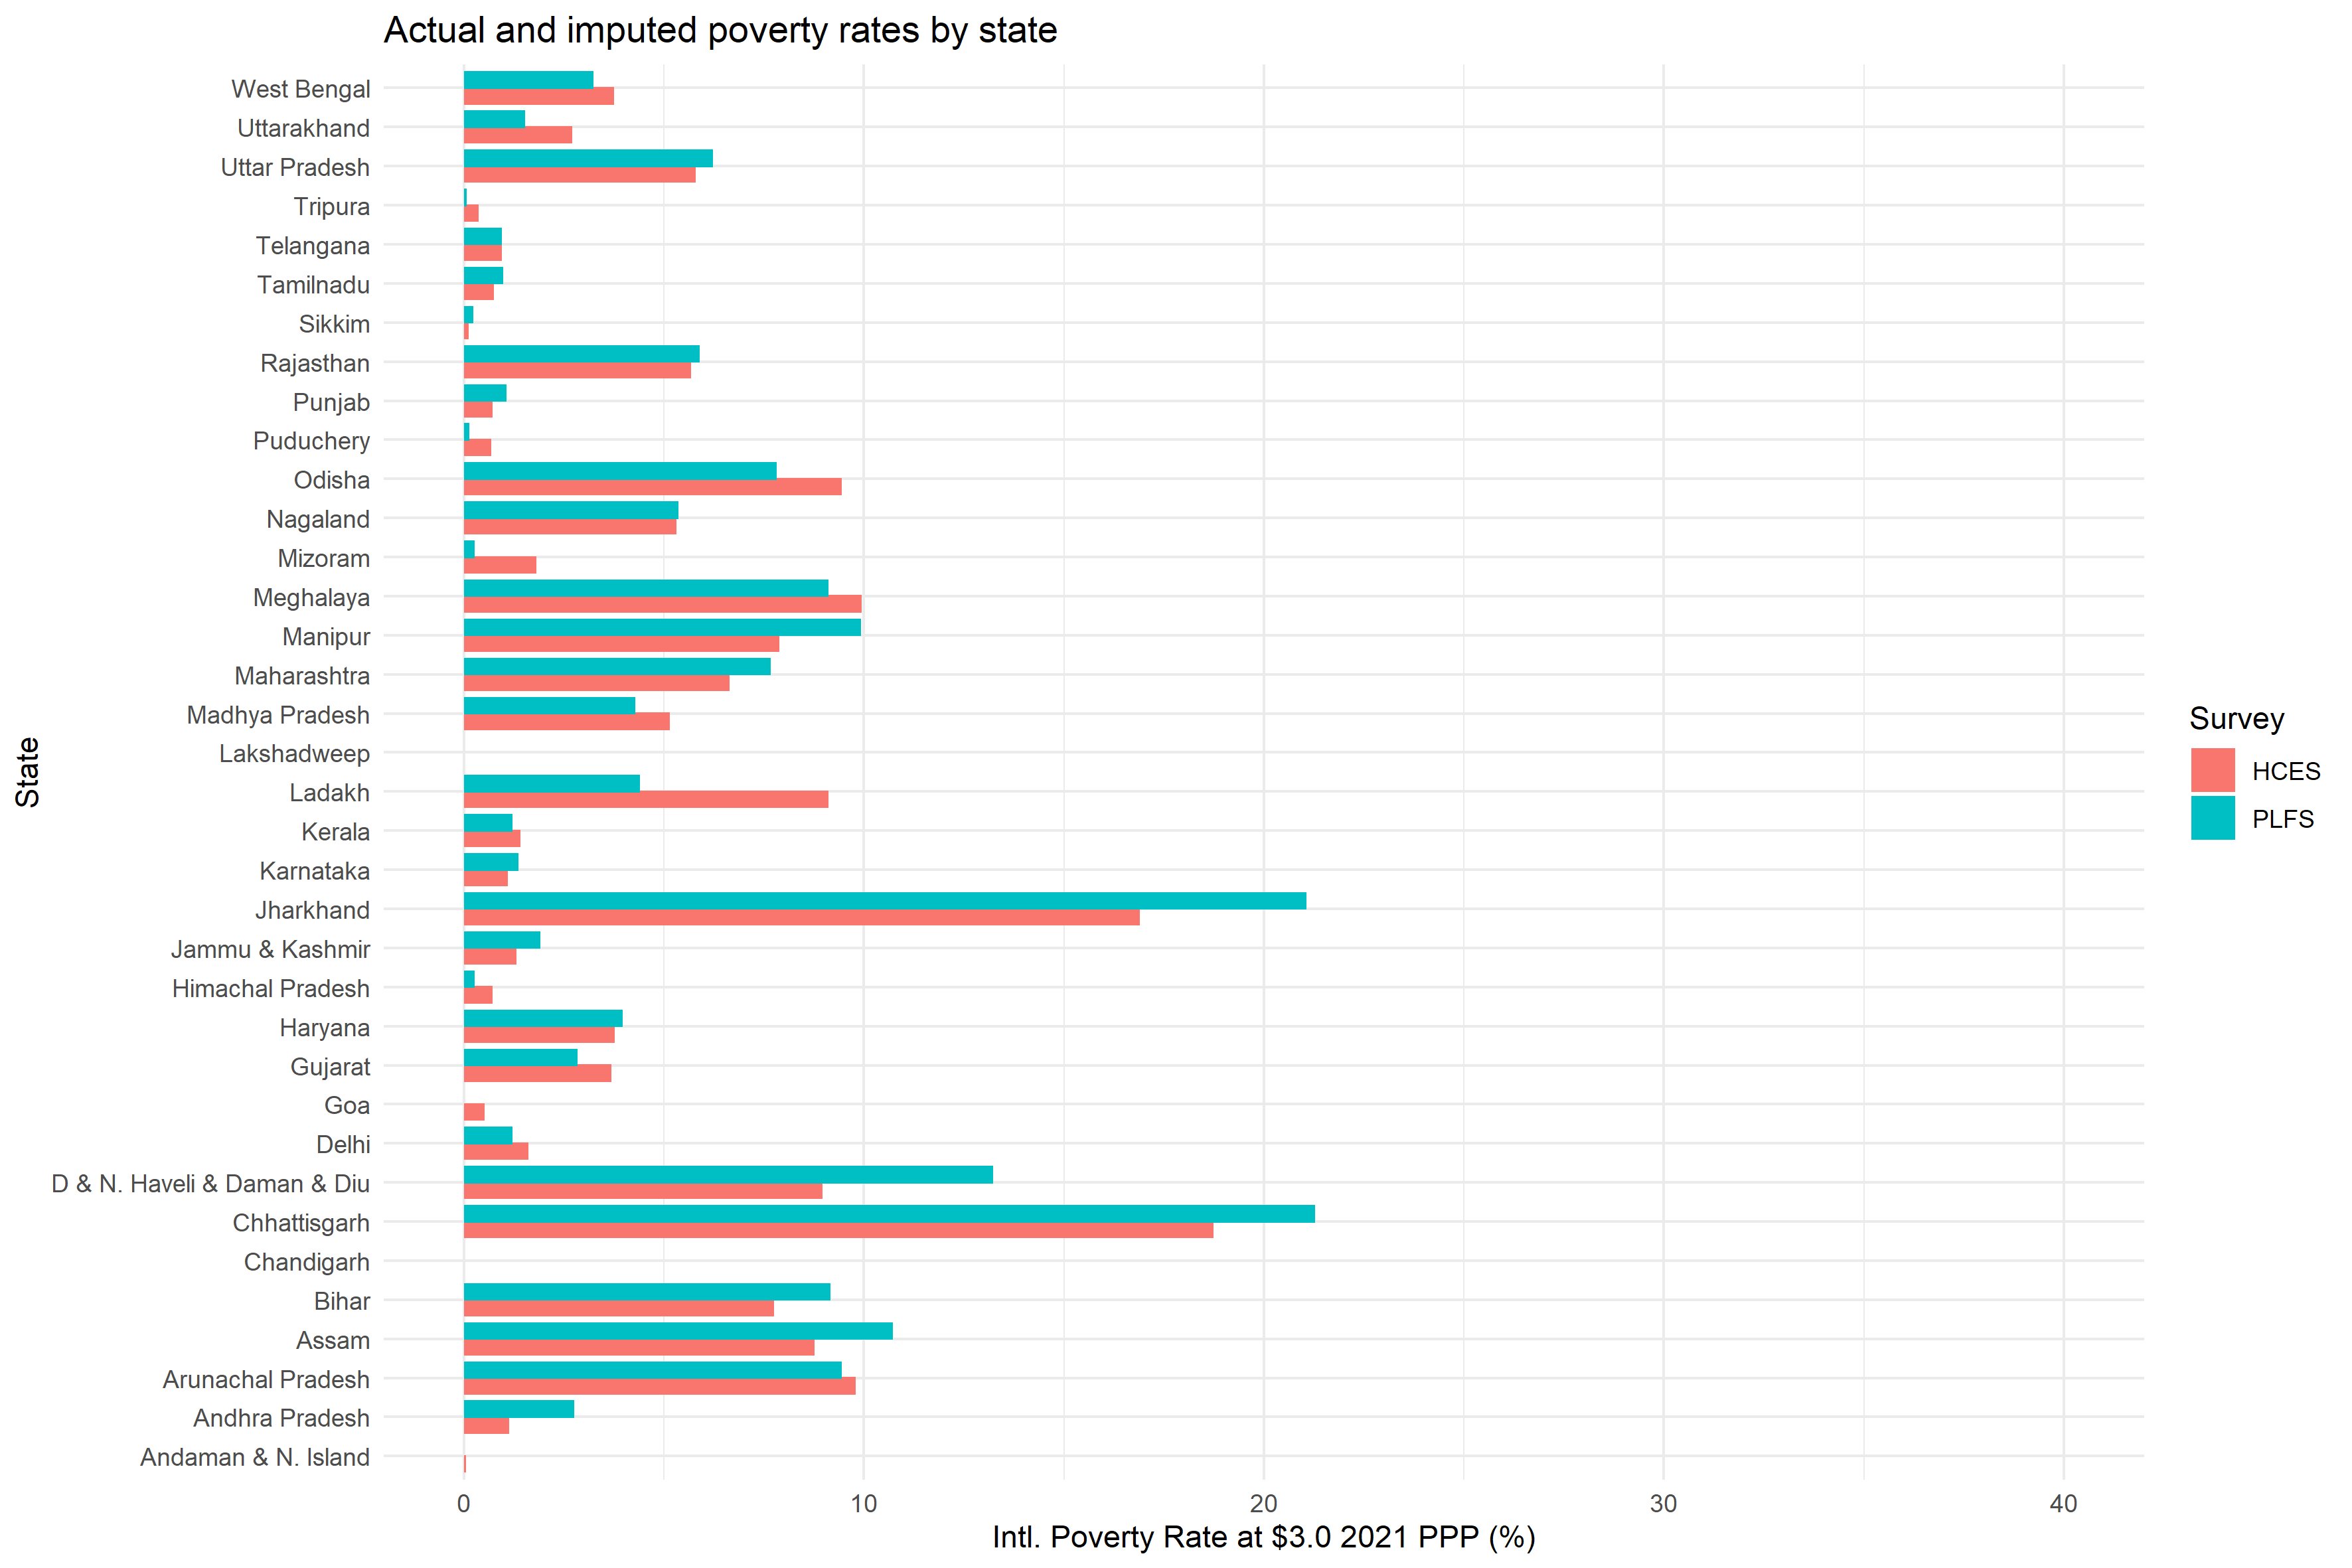 Actual and imputed poverty rates by state
West Bengal
Uttarakhand
Uttar Pradesh
Tripura
Telangana
Tamilnadu
Sikkim
Rajasthan
Punjab
Puduchery
Odisha
Nagaland
Mizoram
Meghalaya
Manipur
Maharashtra
Madhya Pradesh
Lakshadweep
Ladakh
Kerala
Karnataka
Jharkhand
Jammu & Kashmir
Himachal Pradesh
Haryana
Gujarat
Goa
Delhi
D & N. Haveli & Daman & Diu
Chhattisgarh
Chandigarh
Bihar
Assam
Arunachal Pradesh
Andhra Pradesh
Andaman & N. Island
State
0 10 20 30 40
Intl. Poverty Rate at $3.0 2021 PPP (%)
Survey
HCES
PLFS